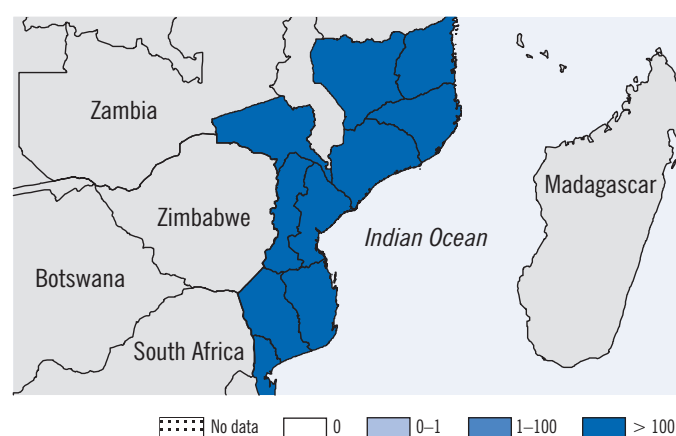 Zambia
Zimbabwe
Madagascar
Indian Ocean
Botswana
South Africa
No data
0
0–1
1–100
> 100